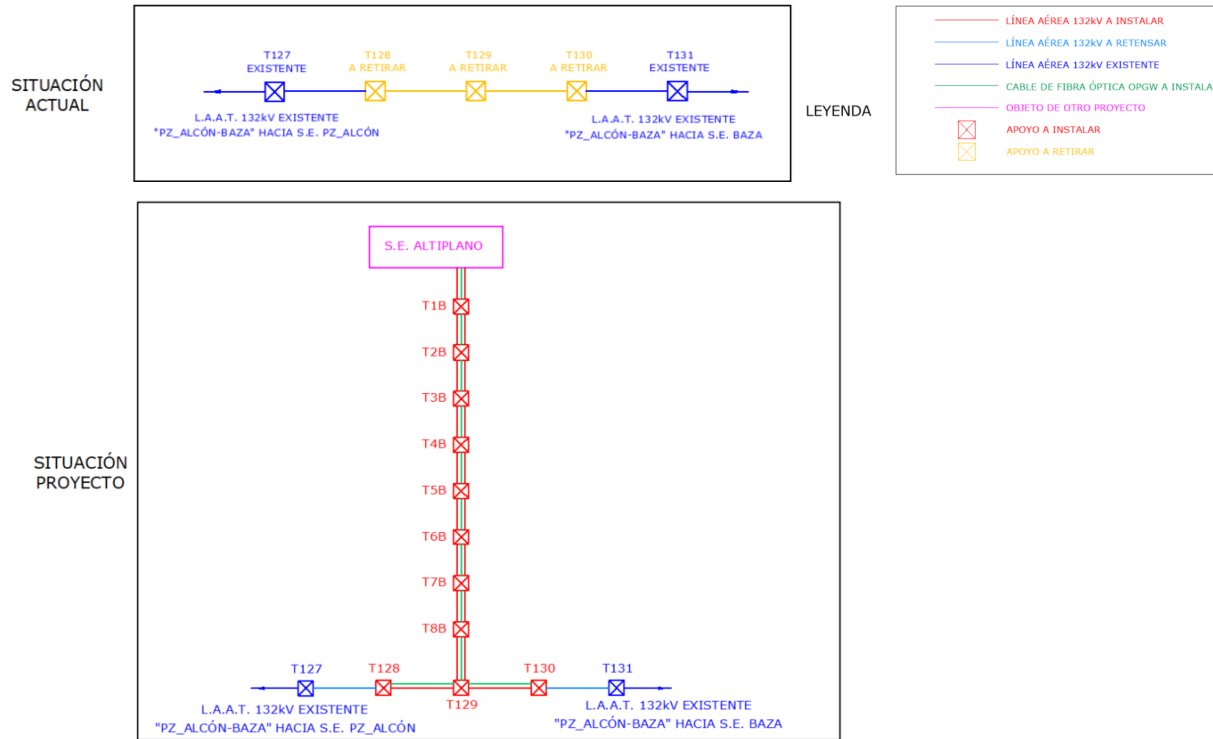 SITUACIÓN
ACTUAL
T127
EXISTENTE
T128
A RETIRAR
T129
A RETIRAR
T130
A RETIRAR
T131
EXISTENTE
L.A.A.T. 132kV EXISTENTE
"PZ_ALCÓN-BAZA" HACIA S.E. PZ_ALCÓN
L.A.A.T. 132kV EXISTENTE
"PZ_ALCÓN-BAZA" HACIA S.E. BAZA
LEYENDA
LÍNEA AÉREA 132kV A INSTALAR
LÍNEA AÉREA 132kV A RETENSAR
LÍNEA AÉREA 132kV EXISTENTE
CABLE DE FIBRA ÓPTICA OPGW A INSTALA
OBJETO DE OTRO PROYECTO
APOYO A INSTALAR
APOYO A RETIRAR
SITUACIÓN
PROYECTO
S.E. ALTIPLANO
T1B
T2B
T3B
T4B
T5B
T6B
T7B
T8B
T127
T128
T129
T130
T131
L.A.A.T. 132kV EXISTENTE
"PZ_ALCÓN-BAZA" HACIA S.E. PZ_ALCÓN
L.A.A.T. 132kV EXISTENTE
"PZ_ALCÓN-BAZA" HACIA S.E. BAZA